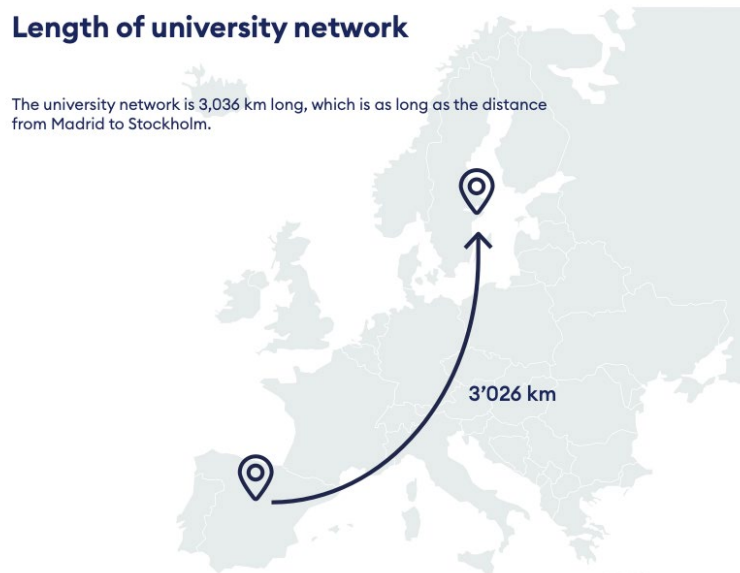 Length of university network
The university network is 3,036 km long, which is as long as the distance
from Madrid to Stockholm.
3’026 km